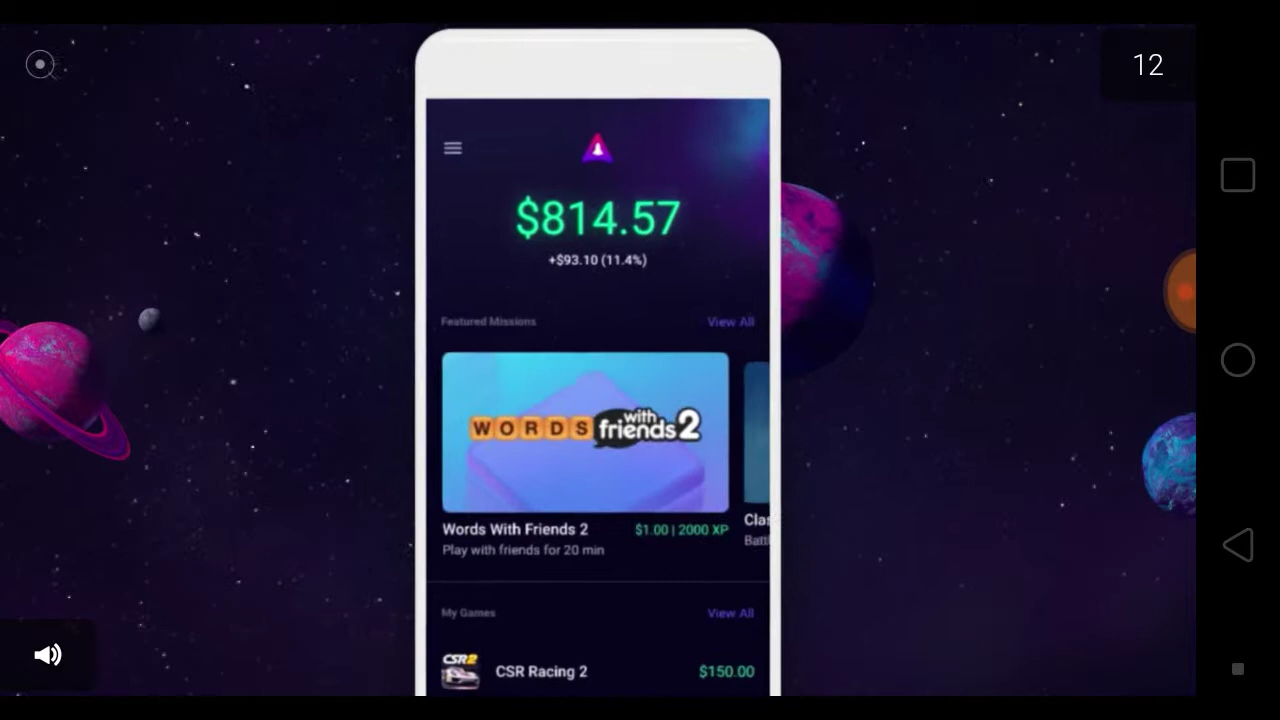 12
$814.57
+$93.10 (11.4%)
Featured Missions View All
WORDS with friends 2
Words With Friends 2 $1.00 | 2000 XP
Play with friends for 20 min
My Games View All
CSR2
CSR Racing 2 $150.00